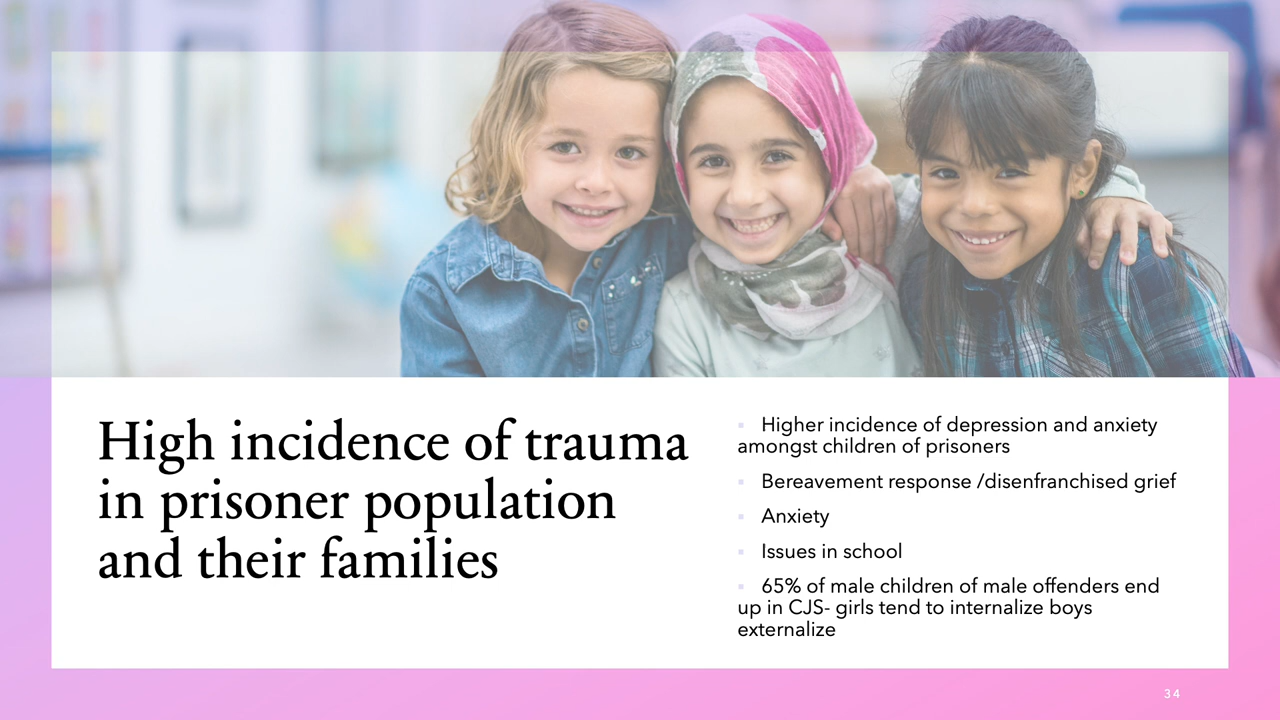 High incidence of trauma
in prisoner population
and their families
▪ Higher incidence of depression and anxiety
amongst children of prisoners
▪ Bereavement response /disenfranchised grief
▪ Anxiety
▪ Issues in school
▪ 65% of male children of male offenders end
up in CJS- girls tend to internalize boys
externalize
34